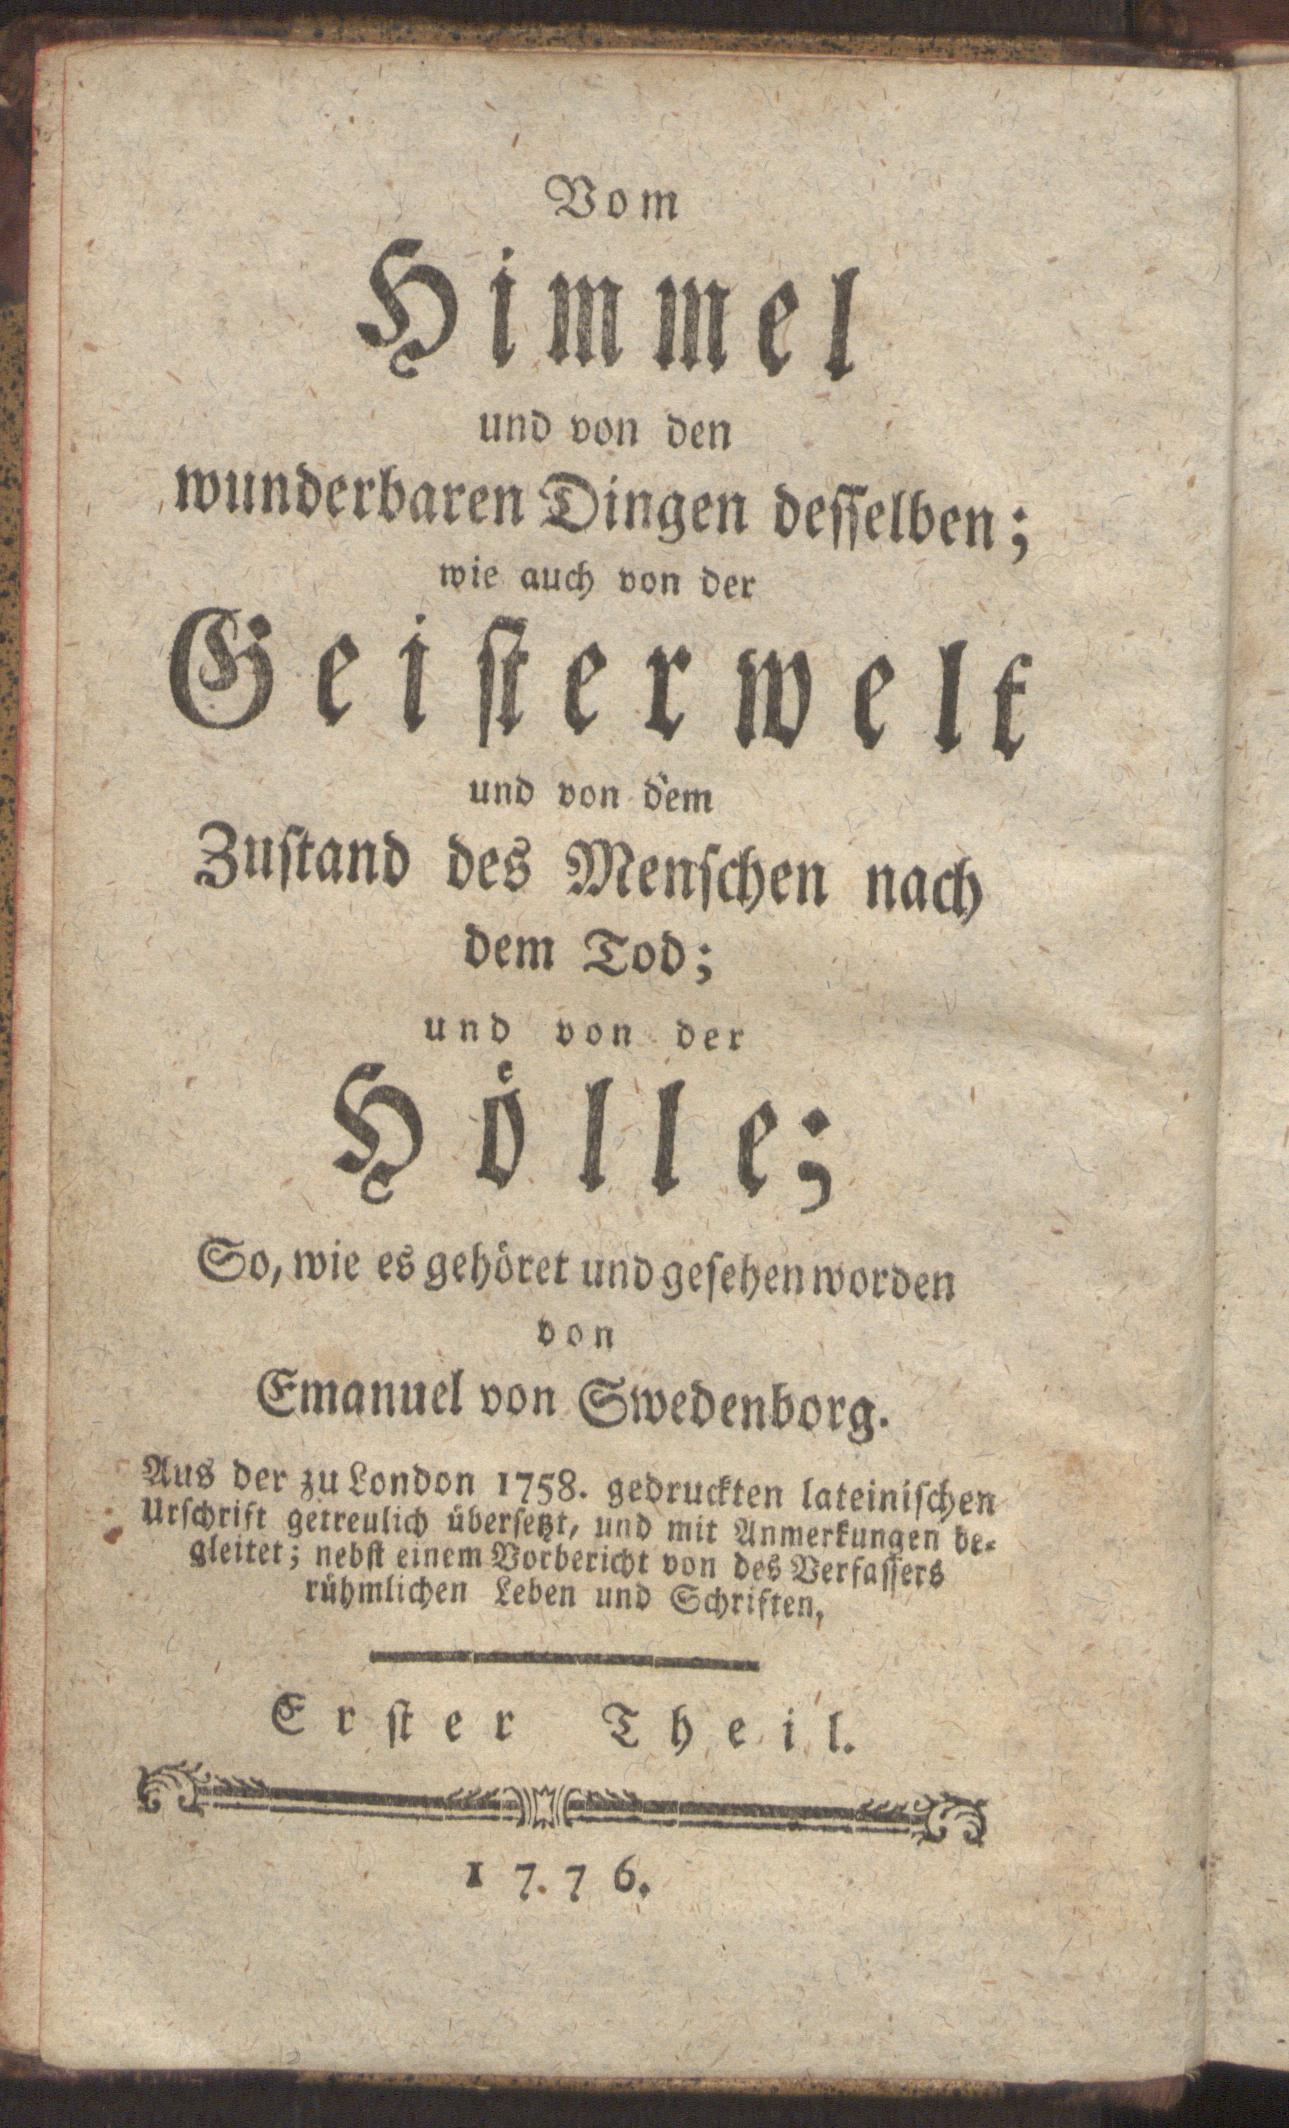 Vom
Himmel
und von den
wunderbaren Dingen desselben;
wie auch von der
Geisterwelt
und von dem
Zustand des Menschen nach
dem Tod;
und von der
Hölle;
So, wie es gehöret und gesehen worden
von
Emanuel von Swedenborg.
Aus der zu London 1758. gedruckten lateinischen
Urschrift getreulich übersetzt, und mit Anmerkungen be-
gleitet; nebst einem Vorbericht von des Verfassers
rühmlichen Leben und Schriften,
Erster Theil.
1776.